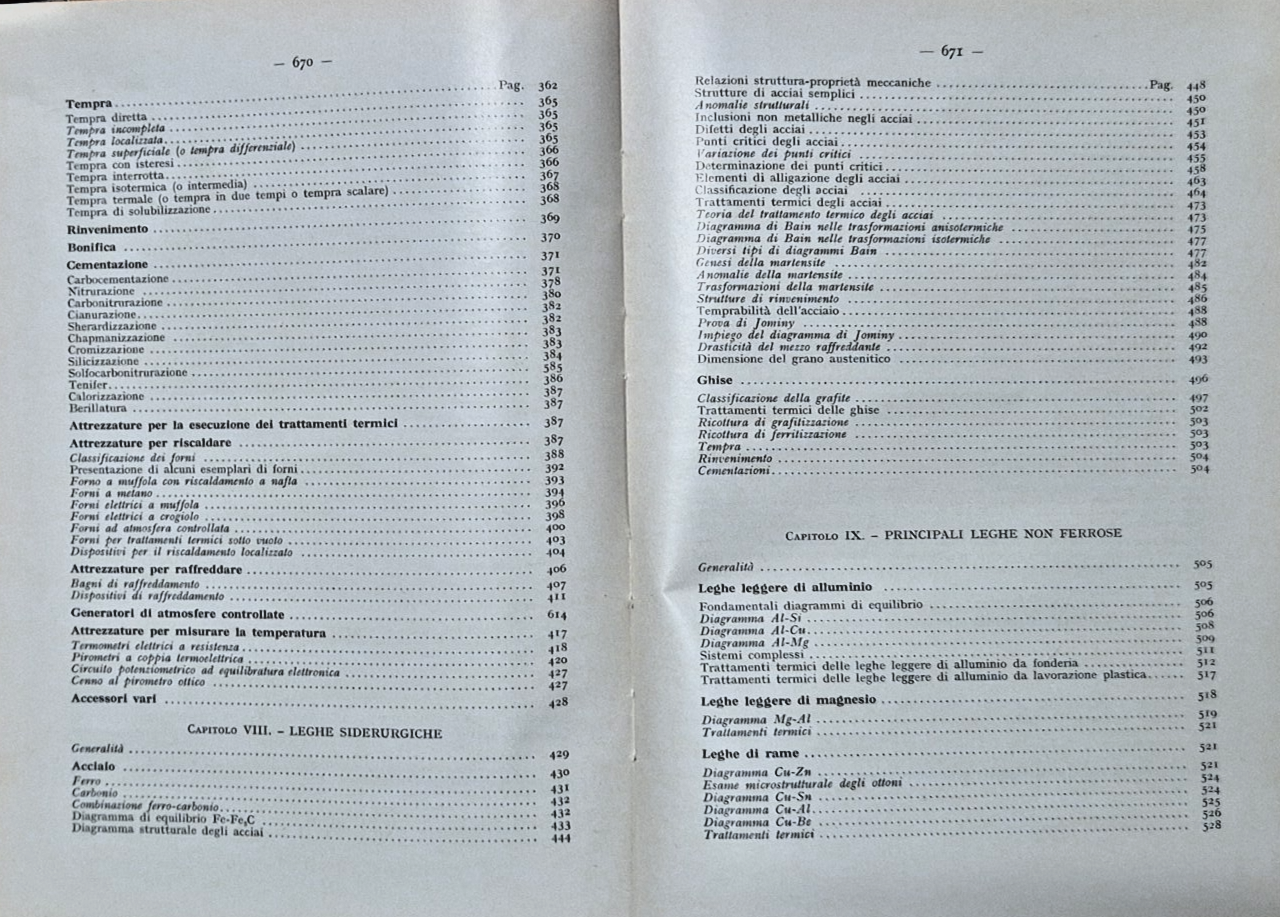 — 670 —
Tempra ........ Pag. 362
Tempra diretta ........ 365
Tempra incompleta ........ 365
Tempra localizzata ........ 365
Tempra superficiale (o tempra differenziale) ........ 365
Tempra con isteresi ........ 366
Tempra interrotta ........ 366
Tempra isotermica (o intermedia) ........ 367
Tempra termale (o tempra in due tempi o tempra scalare) ........ 368
Tempra di solubilizzazione ........ 368
Rinvenimento ........ 369
Bonifica ........ 370
Cementazione ........ 371
Carbocementazione ........ 371
Nitrurazione ........ 378
Carbonitrurazione ........ 380
Cianurazione ........ 382
Sherardizzazione ........ 382
Chapmanizzazione ........ 383
Cromizzazione ........ 383
Silicizzazione ........ 384
Solfocarbonitrurazione ........ 585
Tenifer ........ 386
Calorizzazione ........ 387
Berillatura ........ 387
Attrezzature per la esecuzione dei trattamenti termici ........ 387
Attrezzature per riscaldare ........ 387
Classificazione dei forni ........ 388
Presentazione di alcuni esemplari di forni ........ 392
Forno a muffola con riscaldamento a nafta ........ 393
Forni a metano ........ 394
Forni elettrici a muffola ........ 396
Forni elettrici a crogiolo ........ 398
Forni ad atmosfera controllata ........ 400
Forni per trattamenti termici sotto vuoto ........ 403
Dispositivi per il riscaldamento localizzato ........ 404
Attrezzature per raffreddare ........ 406
Bagni di raffreddamento ........ 407
Dispositivi di raffreddamento ........ 411
Generatori di atmosfere controllate ........ 614
Attrezzature per misurare la temperatura ........ 417
Termometri elettrici a resistenza ........ 418
Pirometri a coppia termoelettrica ........ 420
Circuito potenziometrico ad equilibratura elettronica ........ 427
Cenno al pirometro ottico ........ 427
Accessori vari ........ 428
Capitolo VIII. – LEGHE SIDERURGICHE
Generalità ........ 429
Acciaio ........ 430
Ferro ........ 431
Carbonio ........ 432
Combinazione ferro-carbonio ........ 432
Diagramma di equilibrio Fe-Fe₃C ........ 433
Diagramma strutturale degli acciai ........ 444
— 671 —
Relazioni struttura-proprietà meccaniche ........ Pag. 448
Strutture di acciai semplici ........ 450
Anomalie strutturali ........ 450
Inclusioni non metalliche negli acciai ........ 451
Difetti degli acciai ........ 453
Punti critici degli acciai ........ 454
Variazione dei punti critici ........ 455
Determinazione dei punti critici ........ 458
Elementi di alligazione degli acciai ........ 463
Classificazione degli acciai ........ 464
Trattamenti termici degli acciai ........ 473
Teoria del trattamento termico degli acciai ........ 473
Diagramma di Bain nelle trasformazioni anisotermiche ........ 475
Diagramma di Bain nelle trasformazioni isotermiche ........ 477
Diversi tipi di diagrammi Bain ........ 477
Genesi della martensite ........ 482
Anomalie della martensite ........ 484
Trasformazioni della martensite ........ 485
Strutture di rinvenimento ........ 486
Temprabilità dell'acciaio ........ 488
Prova di Jominy ........ 488
Impiego del diagramma di Jominy ........ 490
Drasticità del mezzo raffreddante ........ 492
Dimensione del grano austenitico ........ 493
Ghise ........ 496
Classificazione della grafite ........ 497
Trattamenti termici delle ghise ........ 502
Ricottura di grafitizzazione ........ 503
Ricottura di ferritizzazione ........ 503
Tempra ........ 503
Rinvenimento ........ 504
Cementazioni ........ 504
Capitolo IX. – PRINCIPALI LEGHE NON FERROSE
Generalità ........ 505
Leghe leggere di alluminio ........ 505
Fondamentali diagrammi di equilibrio ........ 506
Diagramma Al-Si ........ 506
Diagramma Al-Cu ........ 508
Diagramma Al-Mg ........ 509
Sistemi complessi ........ 511
Trattamenti termici delle leghe leggere di alluminio da fonderia ........ 512
Trattamenti termici delle leghe leggere di alluminio da lavorazione plastica ........ 517
Leghe leggere di magnesio ........ 518
Diagramma Mg-Al ........ 519
Trattamenti termici ........ 521
Leghe di rame ........ 521
Diagramma Cu-Zn ........ 521
Esame microstrutturale degli ottoni ........ 524
Diagramma Cu-Sn ........ 524
Diagramma Cu-Al ........ 525
Diagramma Cu-Be ........ 526
Trattamenti termici ........ 528